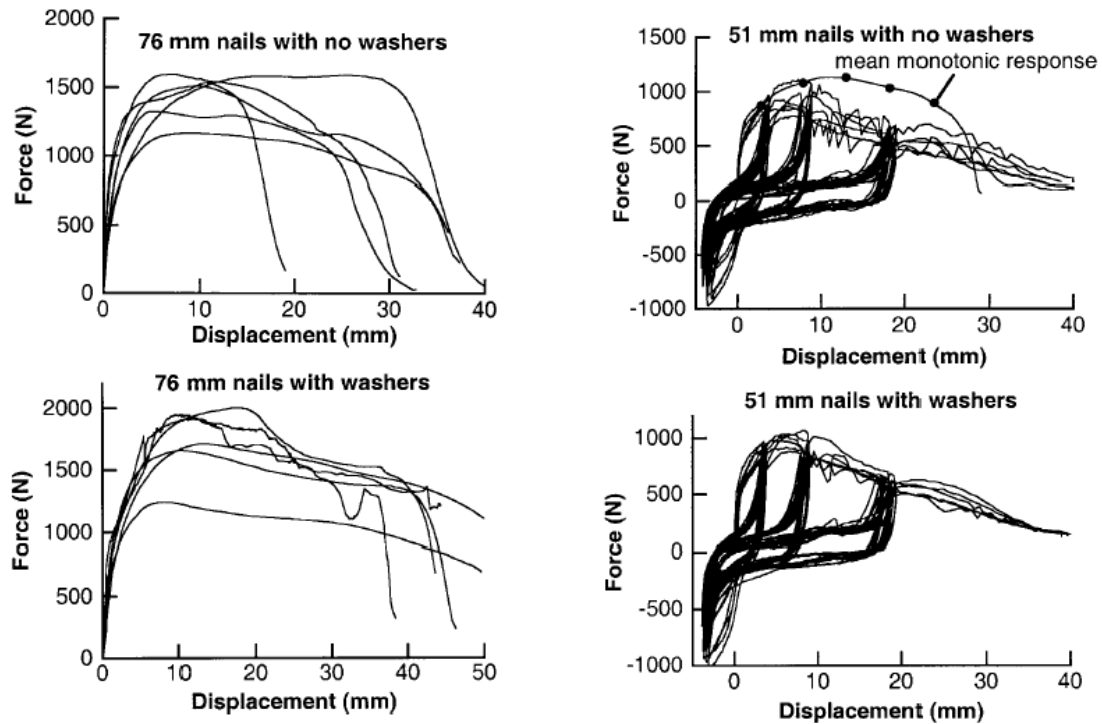 76 mm nails with no washers
2000
1500
1000
500
0
Force (N)
0 10 20 30 40
Displacement (mm)
51 mm nails with no washers
mean monotonic response
1500
1000
500
0
-500
-1000
Force (N)
0 10 20 30 40
Displacement (mm)
76 mm nails with washers
2000
1500
1000
500
0
Force (N)
0 10 20 30 40 50
Displacement (mm)
51 mm nails with washers
1000
500
0
-500
-1000
Force (N)
0 10 20 30 40
Displacement (mm)